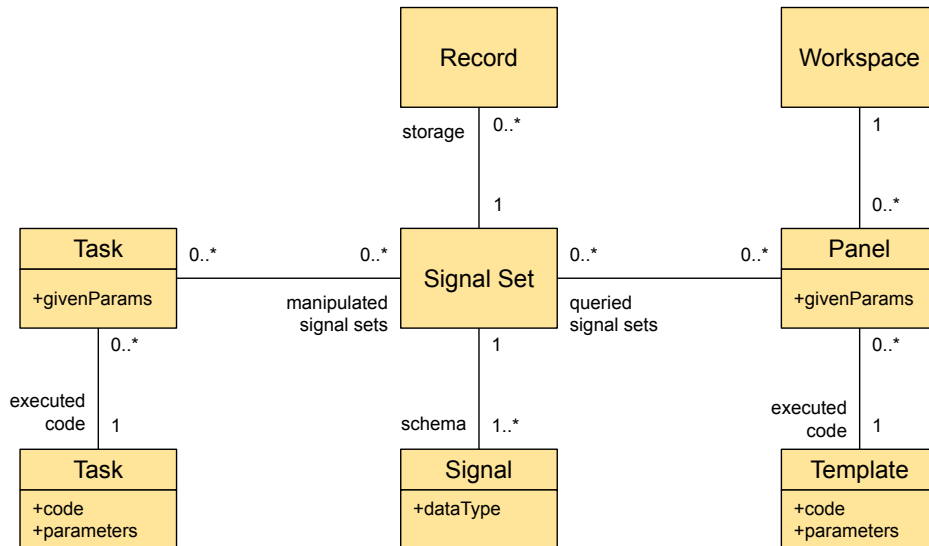 Record
Workspace
storage
0..*
1
1
0..*
Task
+givenParams
0..*
0..*
Signal Set
0..*
0..*
Panel
+givenParams
manipulated
signal sets
queried
signal sets
0..*
1
0..*
executed
code
1
schema
1..*
executed
code
1
Task
+code
+parameters
Signal
+dataType
Template
+code
+parameters